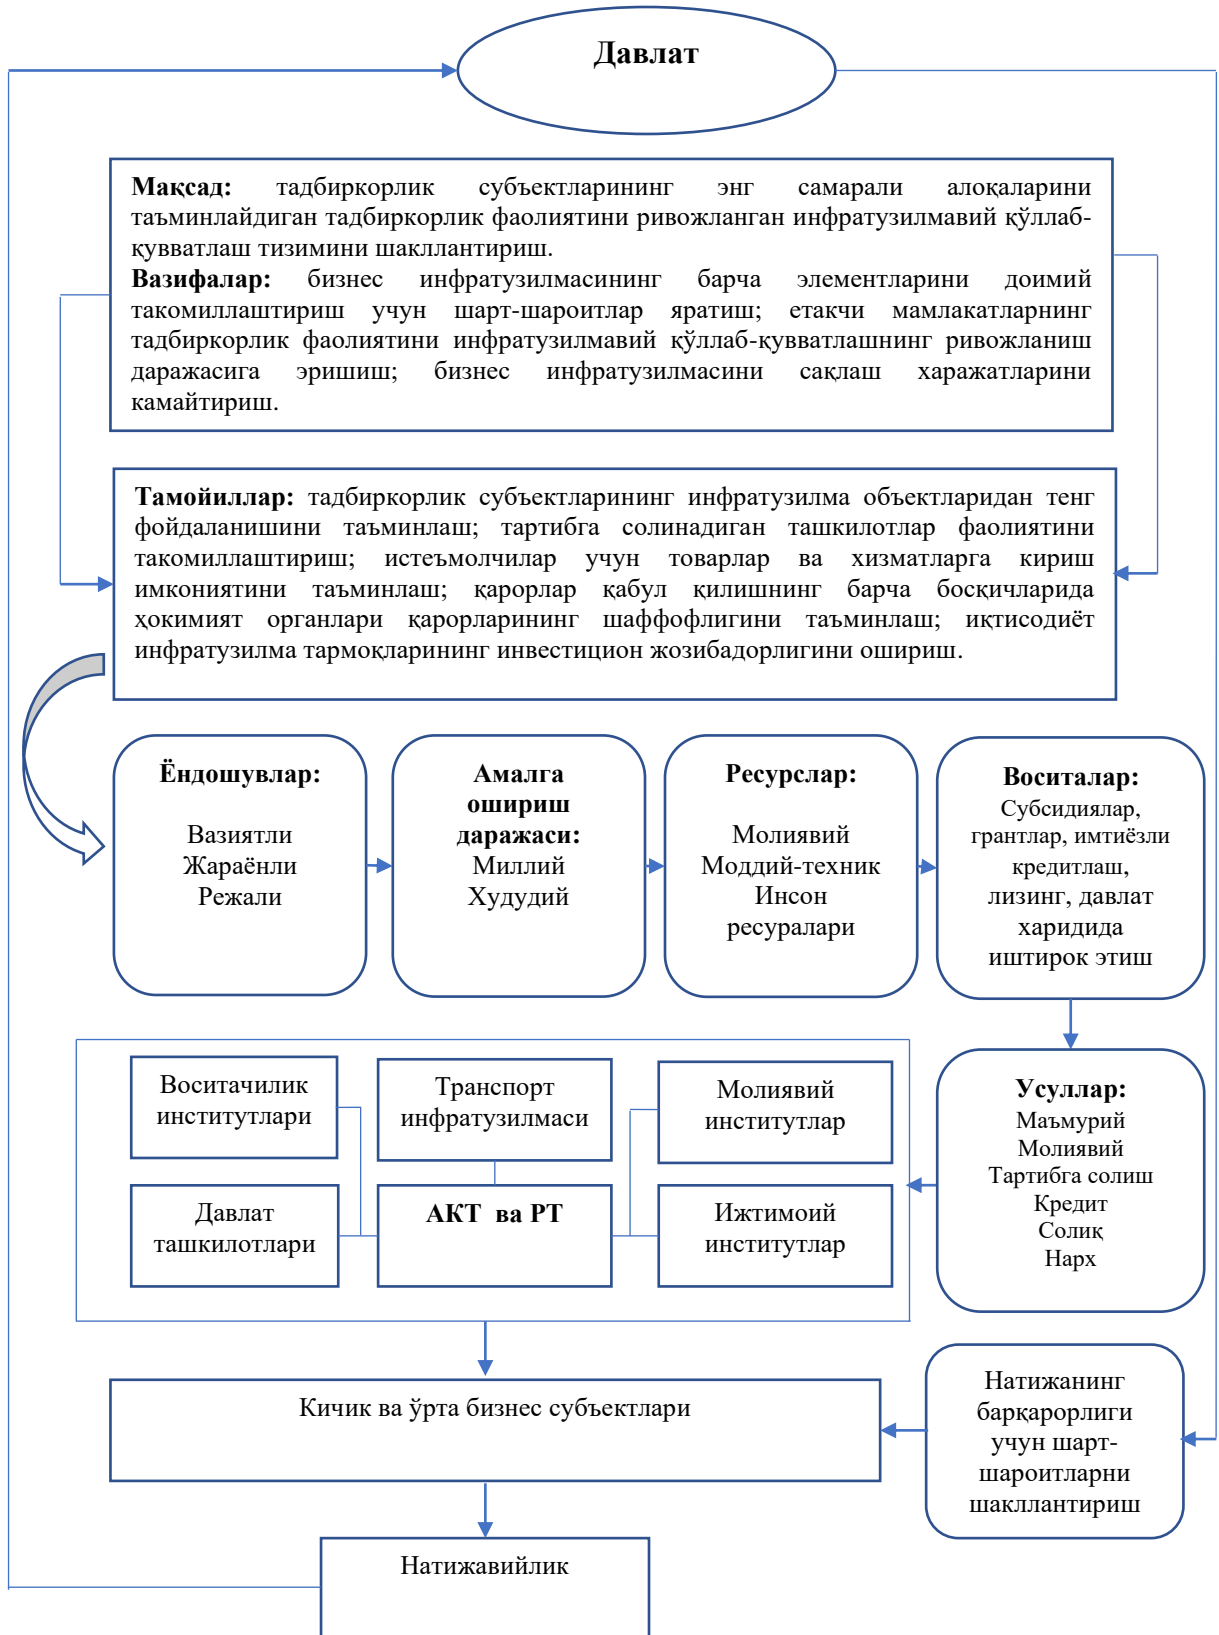 Давлат
Мақсад: тадбиркорлик субъектларининг энг самарали алоқаларини
таъминлайдиган тадбиркорлик фаолиятини ривожланган инфратузилмавий қўллаб-
қувватлаш тизимини шакллантириш.
Вазифалар: бизнес инфратузилмасининг барча элементларини доимий
такомиллаштириш учун шарт-шароитлар яратиш; етакчи мамлакатларнинг
тадбиркорлик фаолиятини инфратузилмавий қўллаб-қувватлашнинг ривожланиш
даражасига эришиш; бизнес инфратузилмасини сақлаш харажатларини
камайтириш.
Тамойиллар: тадбиркорлик субъектларининг инфратузилма объектларидан тенг
фойдаланишини таъминлаш; тартибга солинадиган ташкилотлар фаолиятини
такомиллаштириш; истеъмолчилар учун товарлар ва хизматларга кириш
имкониятини таъминлаш; қарорлар қабул қилишнинг барча босқичларида
ҳокимият органлари қарорларининг шаффофлигини таъминлаш; иқтисодиёт
инфратузилма тармоқларининг инвестицион жозибадорлигини ошириш.
Ёндошувлар:
Вазиятли
Жараёнли
Режали
Амалга
ошириш
даражаси:
Миллий
Худудий
Ресурслар:
Молиявий
Моддий-техник
Инсон
ресуралари
Воситалар:
Субсидиялар,
грантлар, имтиёзли
кредитлаш,
лизинг, давлат
харидида
иштирок этиш
Воситачилик
институтлари
Транспорт
инфратузилмаси
Молиявий
институтлар
Давлат
ташкилотлари
АКТ ва РТ
Ижтимоий
институтлар
Усуллар:
Маъмурий
Молиявий
Тартибга солиш
Кредит
Солиқ
Нарх
Кичик ва ўрта бизнес субъектлари
Натижанинг
барқарорлиги
учун шарт-
шароитларни
шакллантириш
Натижавийлик